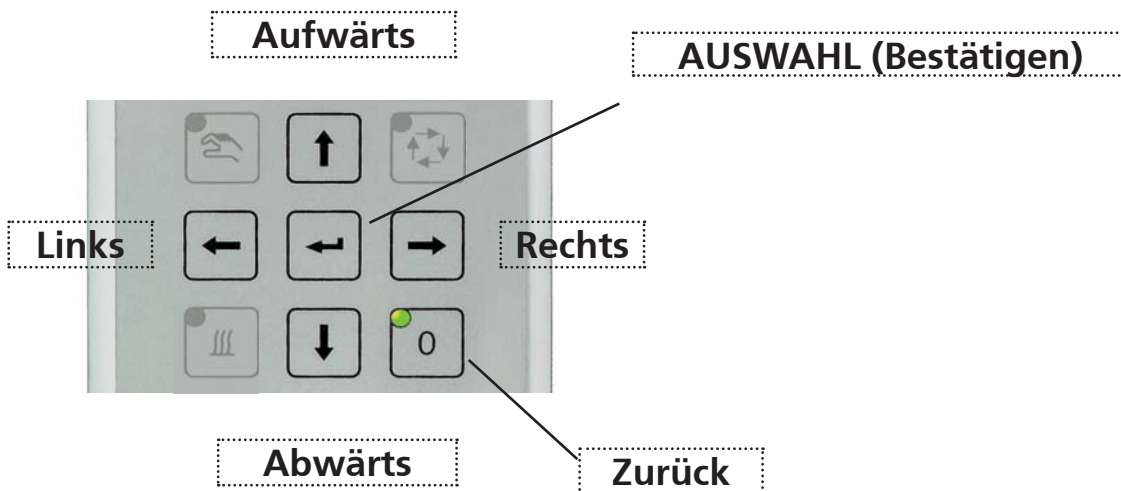 Aufwärts
AUSWAHL (Bestätigen)
Links
Rechts
0
Abwärts
Zurück